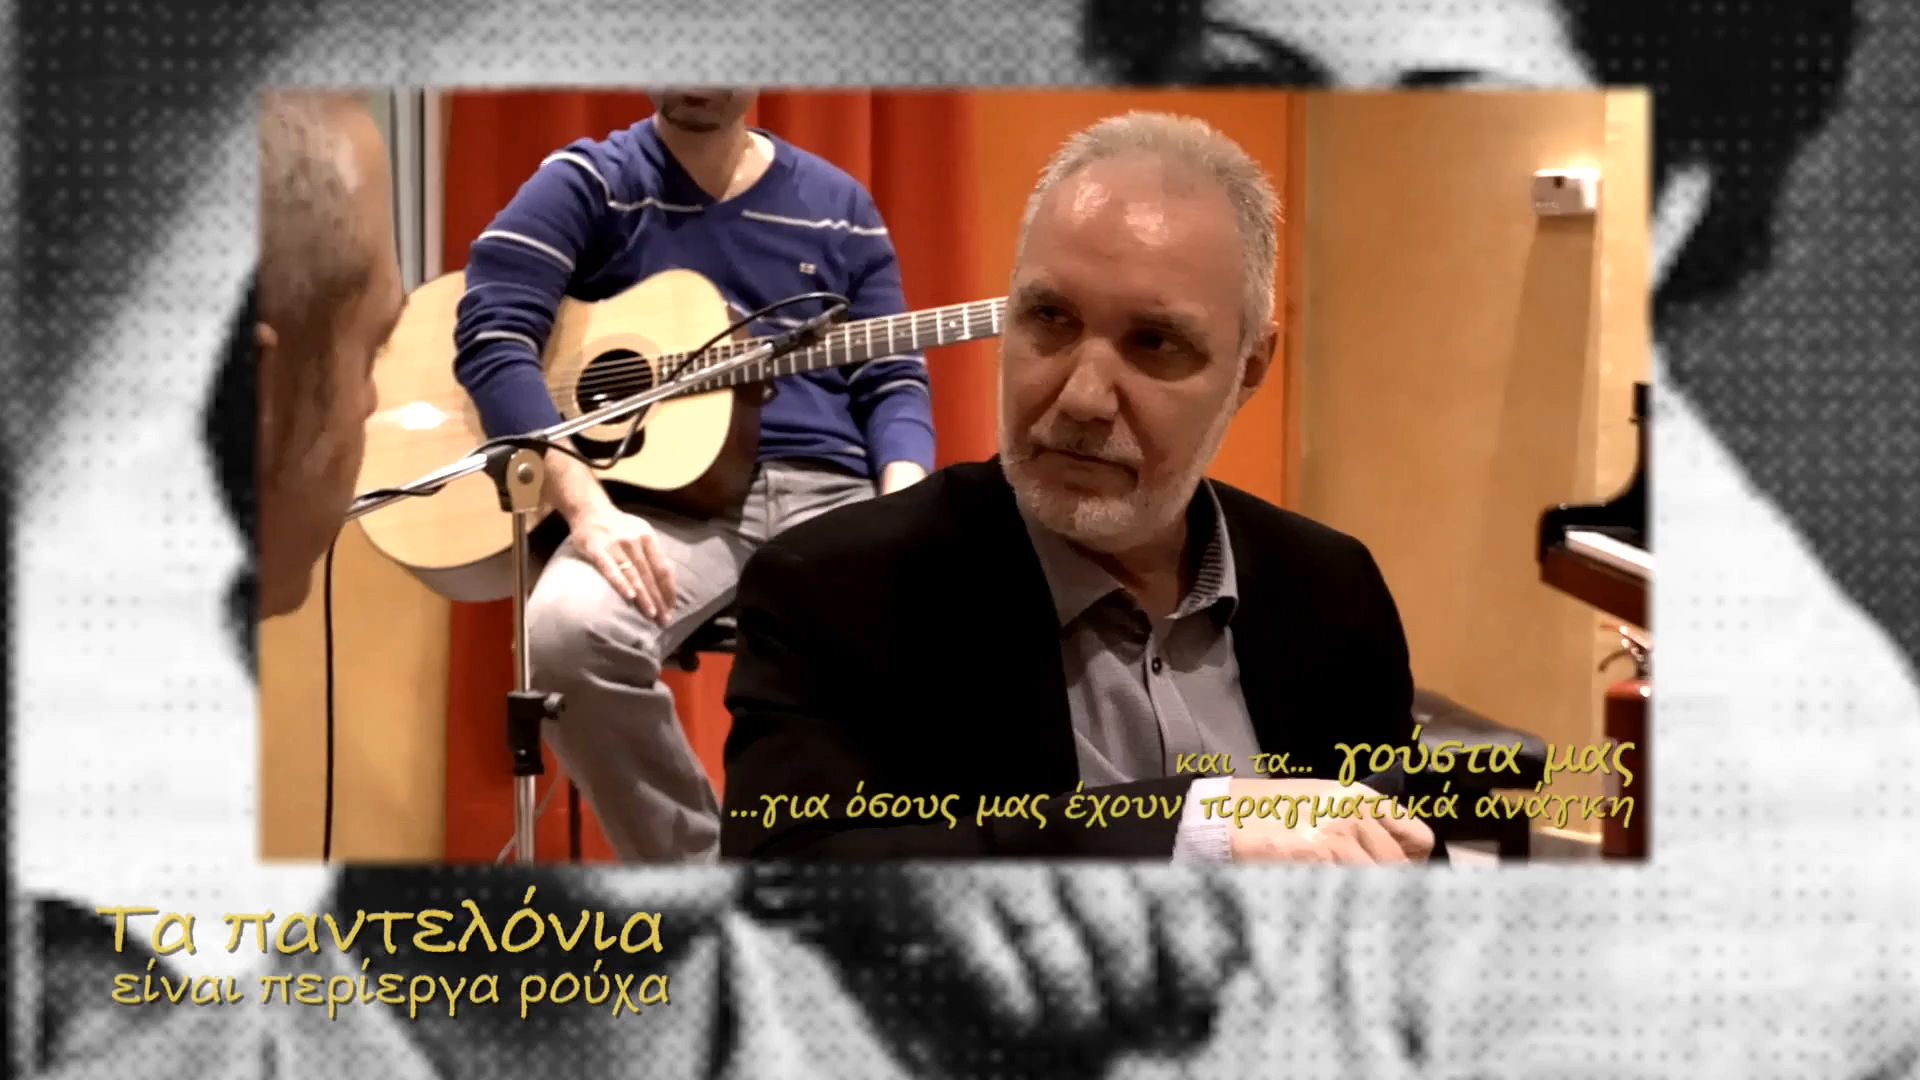 και τα... γούστα μας
...για όσους μας έχουν πραγματικά ανάγκη
Τα παντελόνια
είναι περίεργα ρούχα